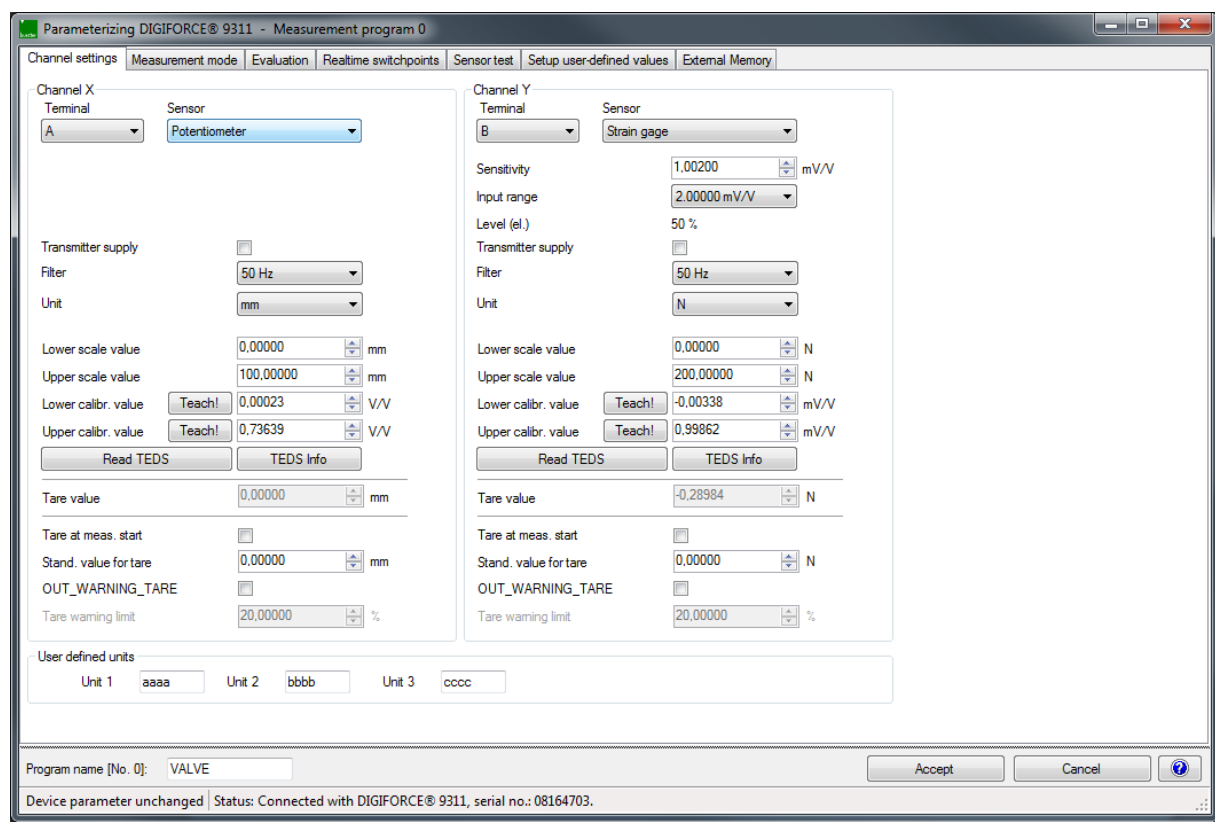 Parameterizing DIGIFORCE® 9311 - Measurement program 0
Channel settings Measurement mode Evaluation Realtime switchpoints Sensor test Setup user-defined values External Memory
Channel X
Terminal Sensor
A Potentiometer
Transmitter supply
Filter 50 Hz
Unit mm
Lower scale value 0,00000 mm
Upper scale value 100,00000 mm
Lower calibr. value Teach! 0,00023 V/V
Upper calibr. value Teach! 0,73639 V/V
Read TEDS TEDS Info
Tare value 0,00000 mm
Tare at meas. start
Stand. value for tare 0,00000 mm
OUT_WARNING_TARE
Tare warning limit 20,00000 %
Channel Y
Terminal Sensor
B Strain gage
Sensitivity 1,00200 mV/V
Input range 2.00000 mV/V
Level (el.) 50 %
Transmitter supply
Filter 50 Hz
Unit N
Lower scale value 0,00000 N
Upper scale value 200,00000 N
Lower calibr. value Teach! -0,00338 mV/V
Upper calibr. value Teach! 0,99862 mV/V
Read TEDS TEDS Info
Tare value -0,28984 N
Tare at meas. start
Stand. value for tare 0,00000 N
OUT_WARNING_TARE
Tare warning limit 20,00000 %
User defined units
Unit 1 aaaa Unit 2 bbbb Unit 3 cccc
Program name [No. 0]: VALVE Accept Cancel ?
Device parameter unchanged Status: Connected with DIGIFORCE® 9311, serial no.: 08164703.